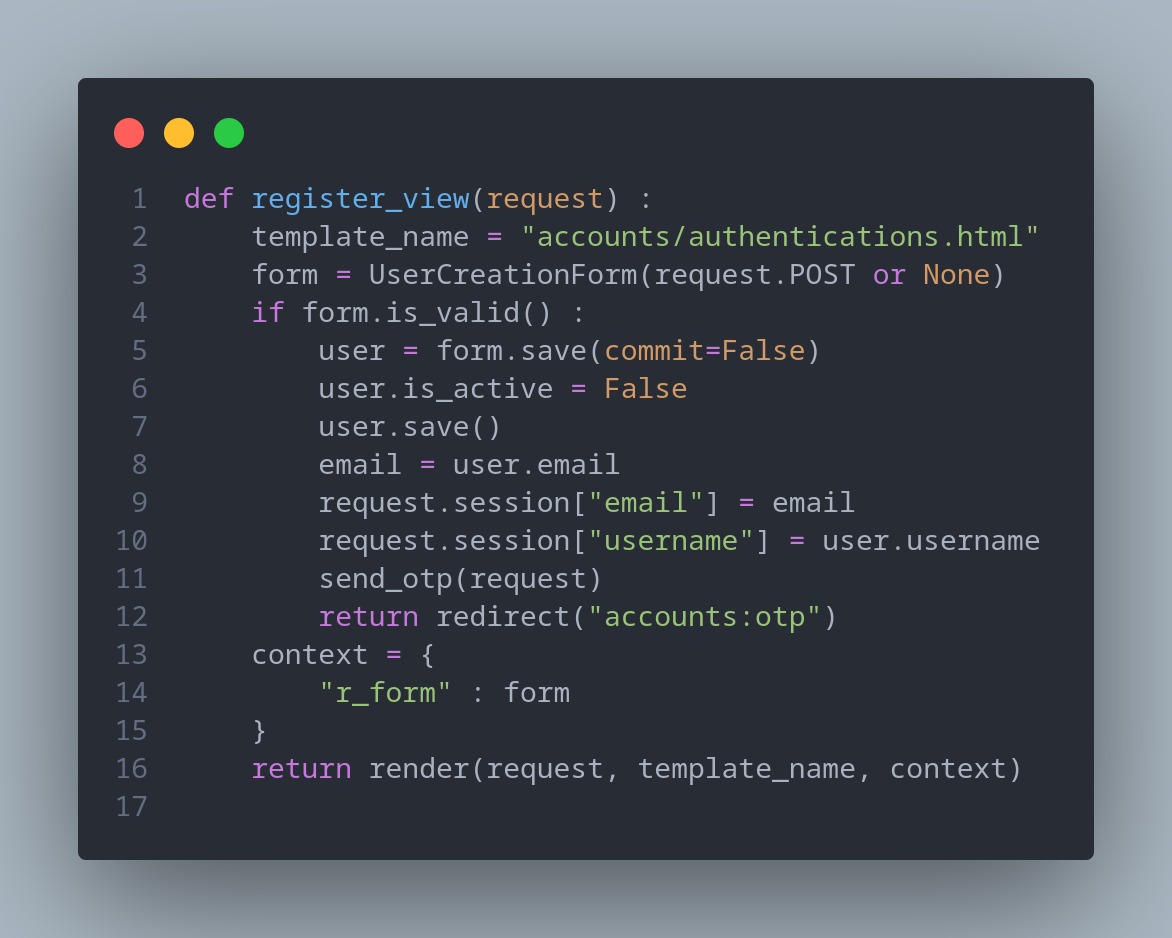 1 def register_view(request) :
2     template_name = "accounts/authentications.html"
3     form = UserCreationForm(request.POST or None)
4     if form.is_valid() :
5         user = form.save(commit=False)
6         user.is_active = False
7         user.save()
8         email = user.email
9         request.session["email"] = email
10         request.session["username"] = user.username
11         send_otp(request)
12         return redirect("accounts:otp")
13     context = {
14         "r_form" : form
15     }
16     return render(request, template_name, context)
17